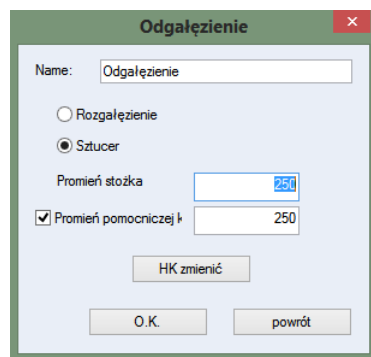 Odgałęzienie
Name: Odgałęzienie
Rozgałęzienie
Sztucer
Promień stożka 250
Promień pomocniczej k 250
HK zmienić
O.K. powrót